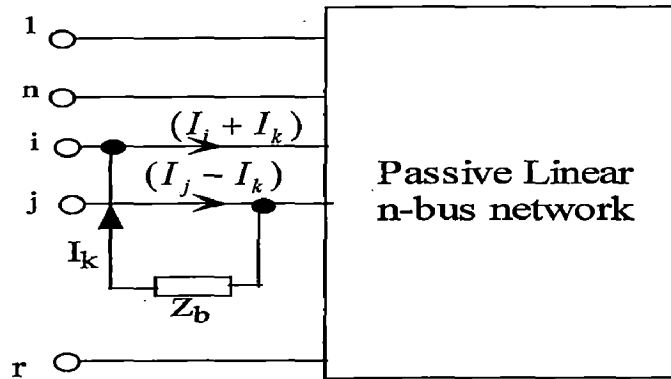 1
n
i
(I_i + I_k)
j
(I_j − I_k)
Passive Linear
n-bus network
I_k
Z_b
r